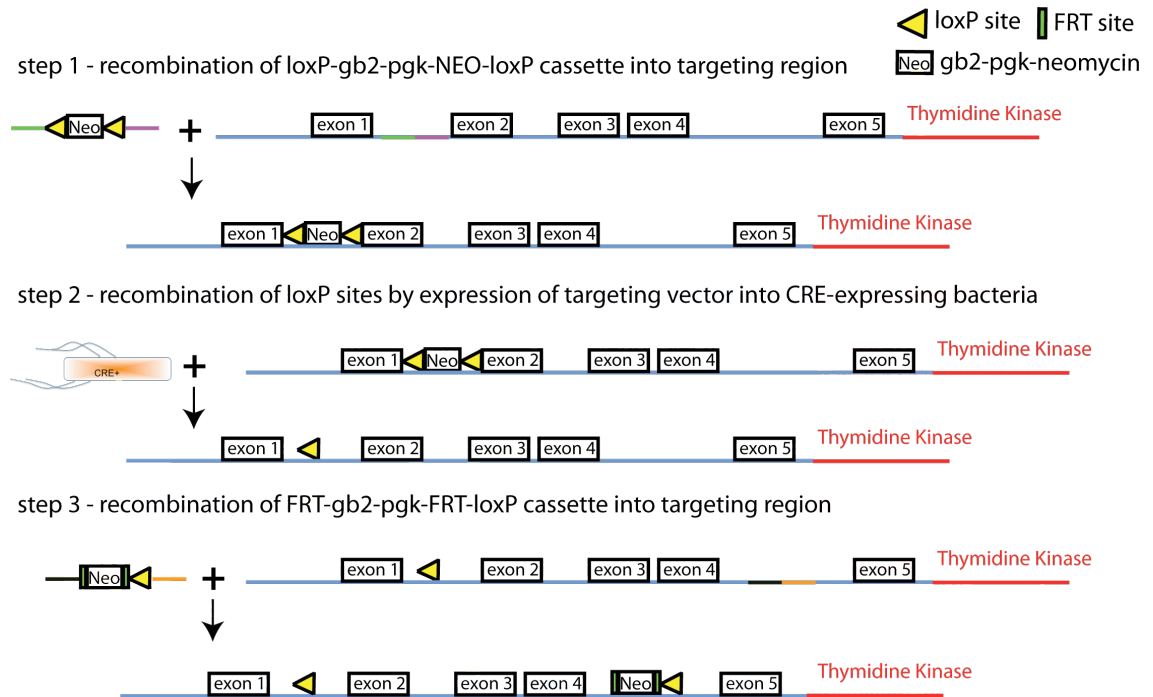 loxP site FRT site
step 1 - recombination of loxP-gb2-pgk-NEO-loxP cassette into targeting region
Neo gb2-pgk-neomycin
Neo + exon 1 exon 2 exon 3 exon 4 exon 5 Thymidine Kinase
exon 1 Neo exon 2 exon 3 exon 4 exon 5 Thymidine Kinase
step 2 - recombination of loxP sites by expression of targeting vector into CRE-expressing bacteria
CRE+ + exon 1 Neo exon 2 exon 3 exon 4 exon 5 Thymidine Kinase
exon 1 exon 2 exon 3 exon 4 exon 5 Thymidine Kinase
step 3 - recombination of FRT-gb2-pgk-FRT-loxP cassette into targeting region
Neo + exon 1 exon 2 exon 3 exon 4 exon 5 Thymidine Kinase
exon 1 exon 2 exon 3 exon 4 Neo exon 5 Thymidine Kinase